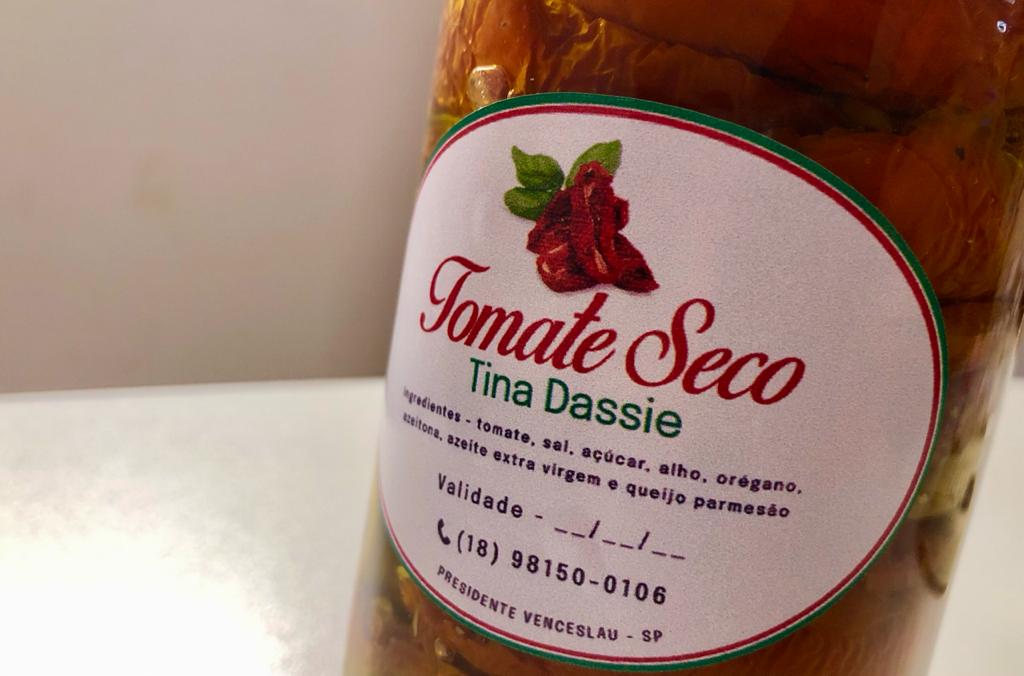 Tomate Seco
Tina Dassie
Ingredientes - tomate, sal, açúcar, alho, orégano,
azeitona, azeite extra virgem e queijo parmesão
Validade - __/__/__
(18) 98150-0106
PRESIDENTE VENCESLAU - SP